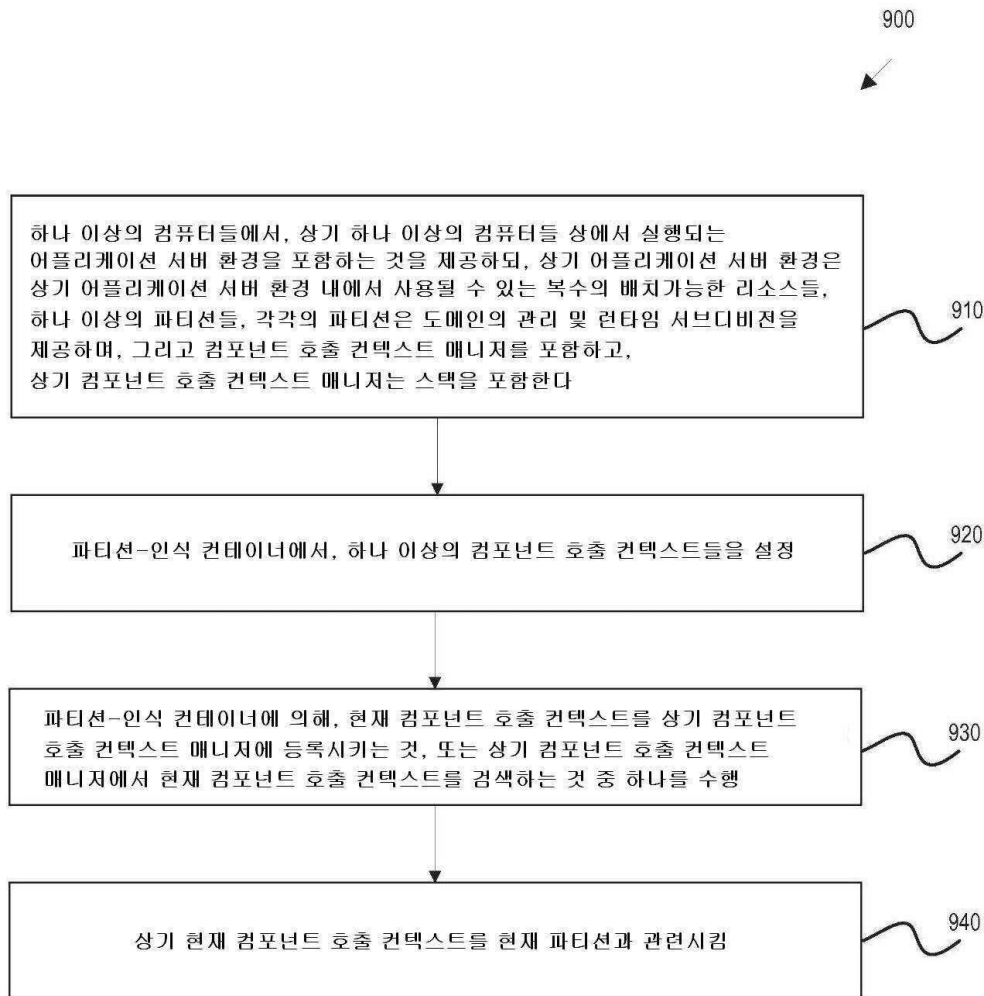 900
하나 이상의 컴퓨터들에서, 상기 하나 이상의 컴퓨터들 상에서 실행되는
어플리케이션 서버 환경을 포함하는 것을 제공하되, 상기 어플리케이션 서버 환경은
상기 어플리케이션 서버 환경 내에서 사용될 수 있는 복수의 배치가능한 리소스들,
하나 이상의 파티션들, 각각의 파티션은 도메인의 관리 및 런타임 서브디비전을
제공하며, 그리고 컴포넌트 호출 컨텍스트 매니저를 포함하고,
상기 컴포넌트 호출 컨텍스트 매니저는 스택을 포함한다
910
파티션-인식 컨테이너에서, 하나 이상의 컴포넌트 호출 컨텍스트들을 설정
920
파티션-인식 컨테이너에 의해, 현재 컴포넌트 호출 컨텍스트를 상기 컴포넌트
호출 컨텍스트 매니저에 등록시키는 것, 또는 상기 컴포넌트 호출 컨텍스트
매니저에서 현재 컴포넌트 호출 컨텍스트를 검색하는 것 중 하나를 수행
930
상기 현재 컴포넌트 호출 컨텍스트를 현재 파티션과 관련시킴
940